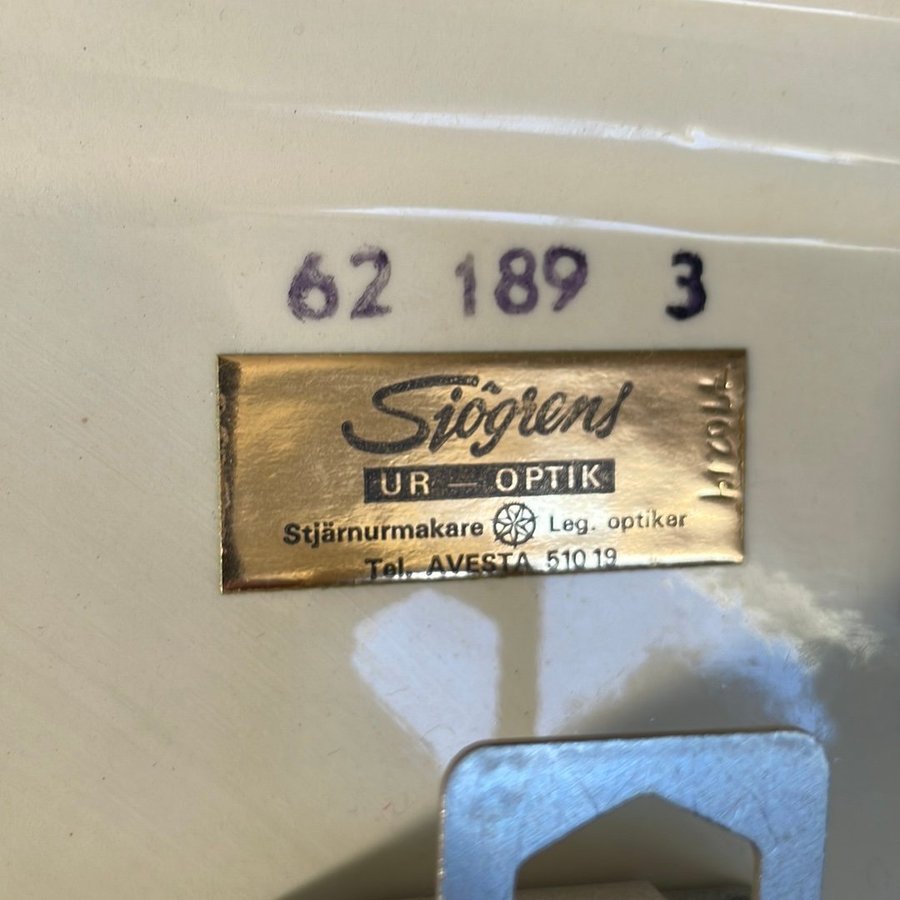 62 189 3
Sjögrens
UR — OPTIK
Stjärnurmakare Leg. optiker
Tel. AVESTA 510 19